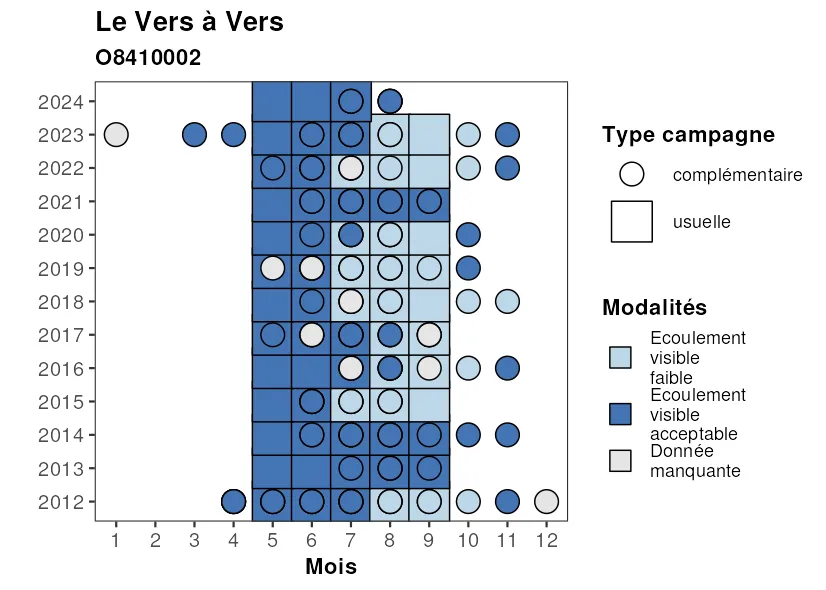 Le Vers à Vers
O8410002
2024
2023
2022
2021
2020
2019
2018
2017
2016
2015
2014
2013
2012
1 2 3 4 5 6 7 8 9 10 11 12
Mois
Type campagne
complémentaire
usuelle
Modalités
Ecoulement
visible
faible
Ecoulement
visible
acceptable
Donnée
manquante